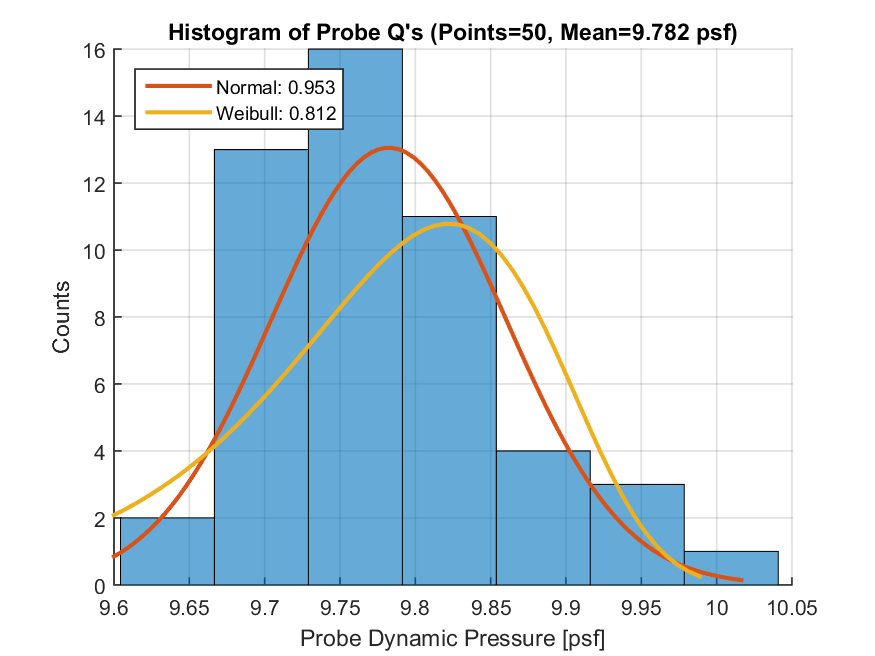 Histogram of Probe Q's (Points=50, Mean=9.782 psf)
Normal: 0.953
Weibull: 0.812
16
14
12
10
8
6
4
2
0
Counts
9.6 9.65 9.7 9.75 9.8 9.85 9.9 9.95 10 10.05
Probe Dynamic Pressure [psf]